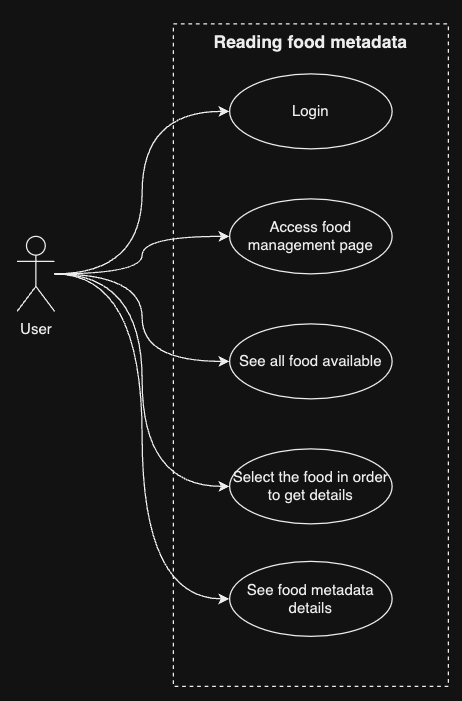 Reading food metadata
Login
Access food
management page
User
See all food available
Select the food in order
to get details
See food metadata
details